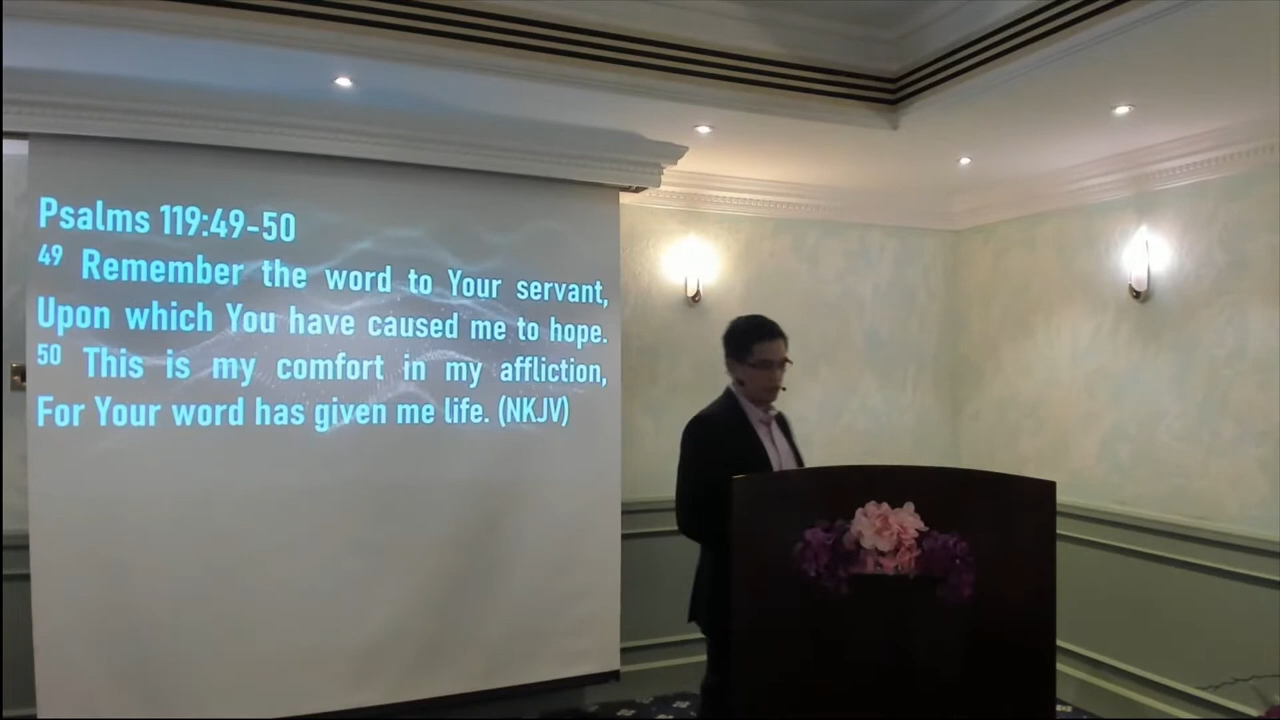 Psalms 119:49-50
49 Remember the word to Your servant,
Upon which You have caused me to hope.
50 This is my comfort in my affliction,
For Your word has given me life. (NKJV)